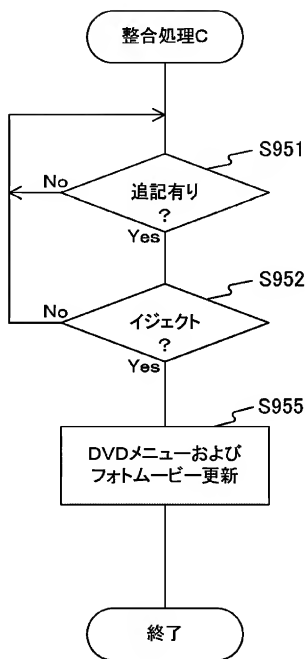 整合処理C
S951
No
追記有り
?
Yes
S952
No
イジェクト
?
Yes
S955
DVDメニューおよび
フォトムービー更新
終了